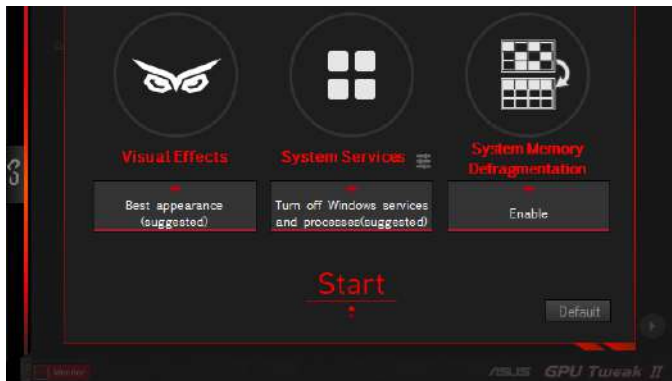 Visual Effects
System Services
System Memory
Defragmentation
Best appearance
(suggested)
Turn off Windows services
and processes(suggested)
Enable
Start
Default
Monitor
ASUS GPU Tweak II